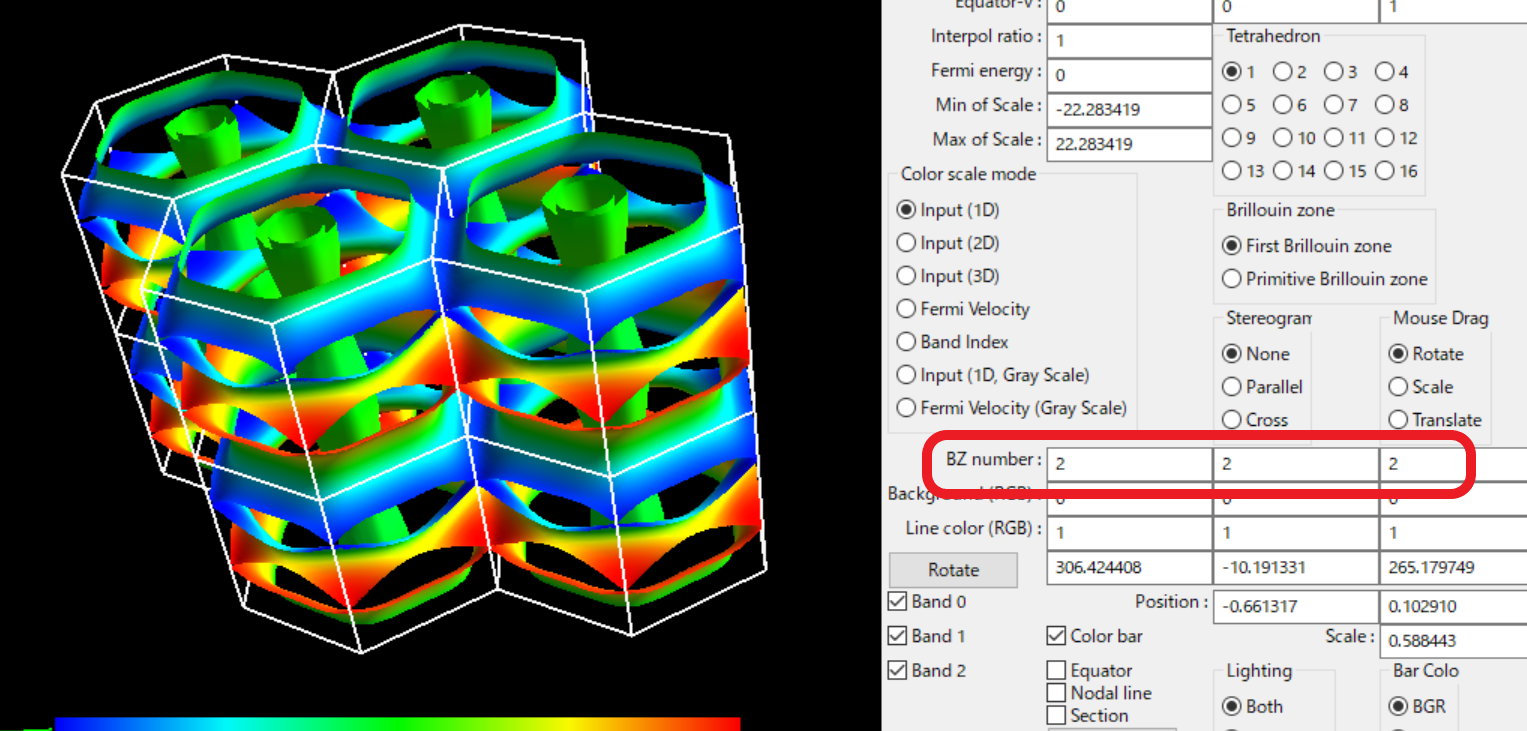 Equator-v : 0 0 1
Interpol ratio : 1 Tetrahedron
Fermi energy : 0 1 2 3 4
Min of Scale : -22.283419 5 6 7 8
Max of Scale : 22.283419 9 10 11 12
13 14 15 16
Color scale mode
Input (1D) Brillouin zone
Input (2D) First Brillouin zone
Input (3D) Primitive Brillouin zone
Fermi Velocity Stereogram Mouse Drag
Band Index None Rotate
Input (1D, Gray Scale) Parallel Scale
Fermi Velocity (Gray Scale) Cross Translate
BZ number : 2 2 2
Background (RGB) : 0 0 0
Line color (RGB) : 1 1 1
Rotate 306.424408 -10.191331 265.179749
Band 0 Position : -0.661317 0.102910
Band 1 Color bar Scale : 0.588443
Band 2 Equator Lighting Bar Colo
Nodal line Both BGR
Section